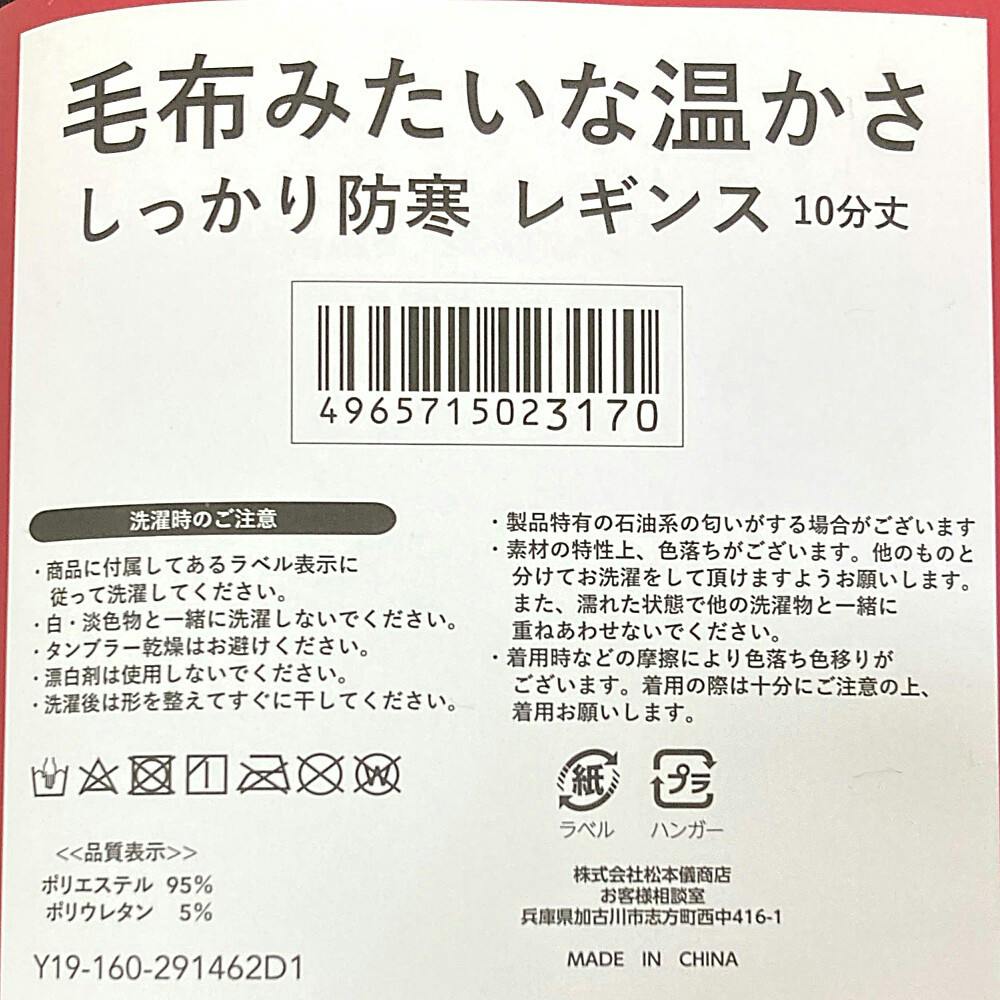 毛布みたいな温かさ
しっかり防寒 レギンス 10分丈
4965715023170
洗濯時のご注意
・商品に付属してあるラベル表示に
従って洗濯してください。
・白・淡色物と一緒に洗濯しないでください。
・タンブラー乾燥はお避けください。
・漂白剤は使用しないでください。
・洗濯後は形を整えてすぐに干してください。
・製品特有の石油系の匂いがする場合がございます
・素材の特性上、色落ちがございます。他のものと
分けてお洗濯をして頂けますようお願いします。
また、濡れた状態で他の洗濯物と一緒に
重ねあわせないでください。
・着用時などの摩擦により色落ち色移りが
ございます。着用の際は十分にご注意の上、
着用お願いします。
W
紙
プラ
ラベル ハンガー
<<品質表示>>
ポリエステル 95%
ポリウレタン 5%
Y19-160-291462D1
株式会社松本儀商店
お客様相談室
兵庫県加古川市志方町西中416-1
MADE IN CHINA